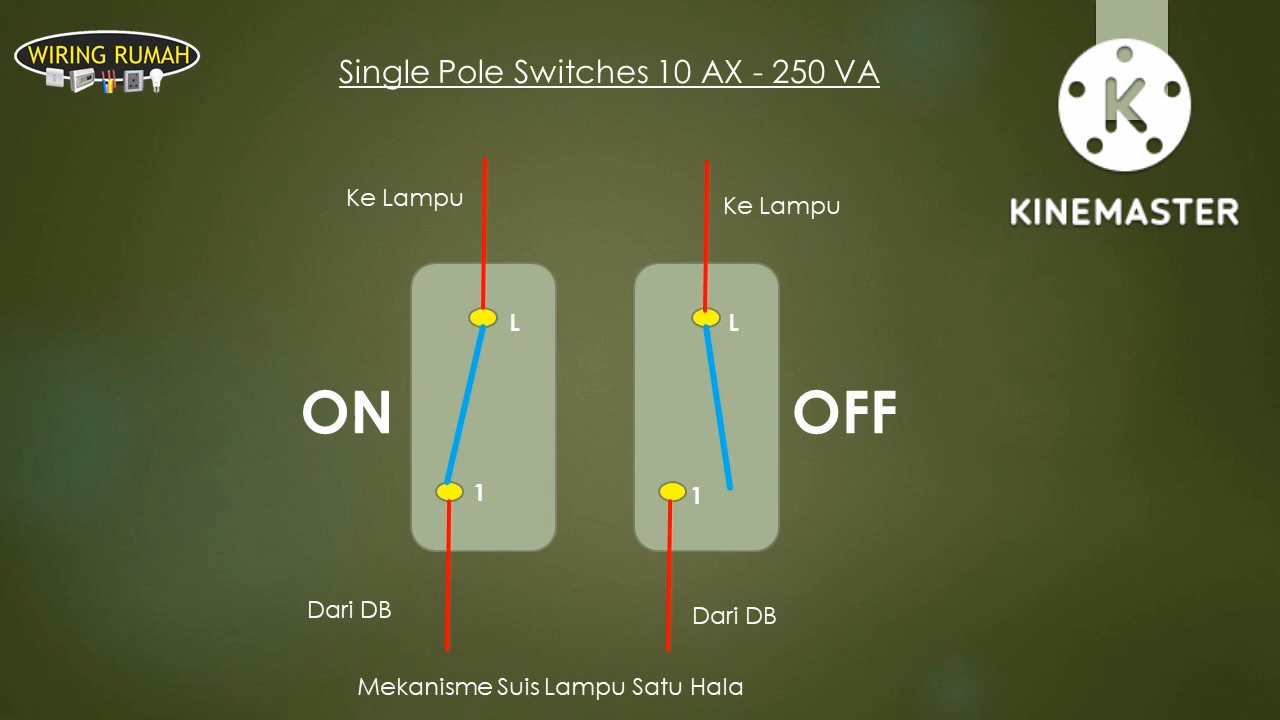 WIRING RUMAH
Single Pole Switches 10 AX - 250 VA
K
KINEMASTER
Ke Lampu
Ke Lampu
L
L
ON
OFF
1
1
Dari DB
Dari DB
Mekanisme Suis Lampu Satu Hala